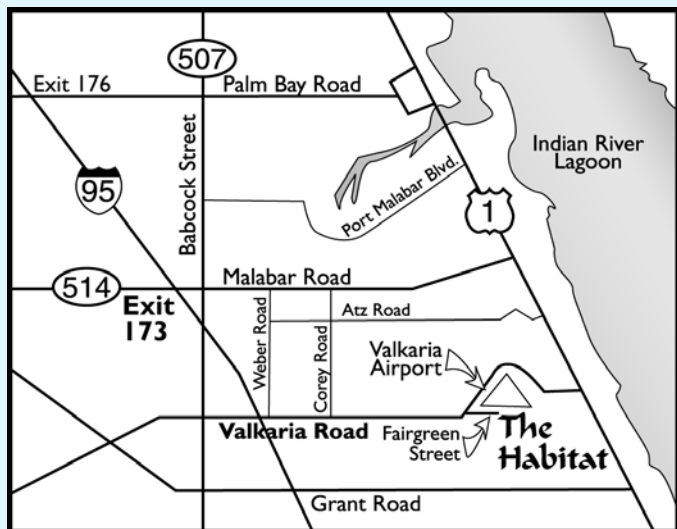 507
Exit 176
Palm Bay Road
Indian River
Lagoon
95
Babcock Street
Port Malabar Blvd.
1
514
Malabar Road
Exit
173
Atz Road
Weber Road
Corey Road
Valkaria
Airport
Valkaria Road
Fairgreen
Street
The
Habitat
Grant Road